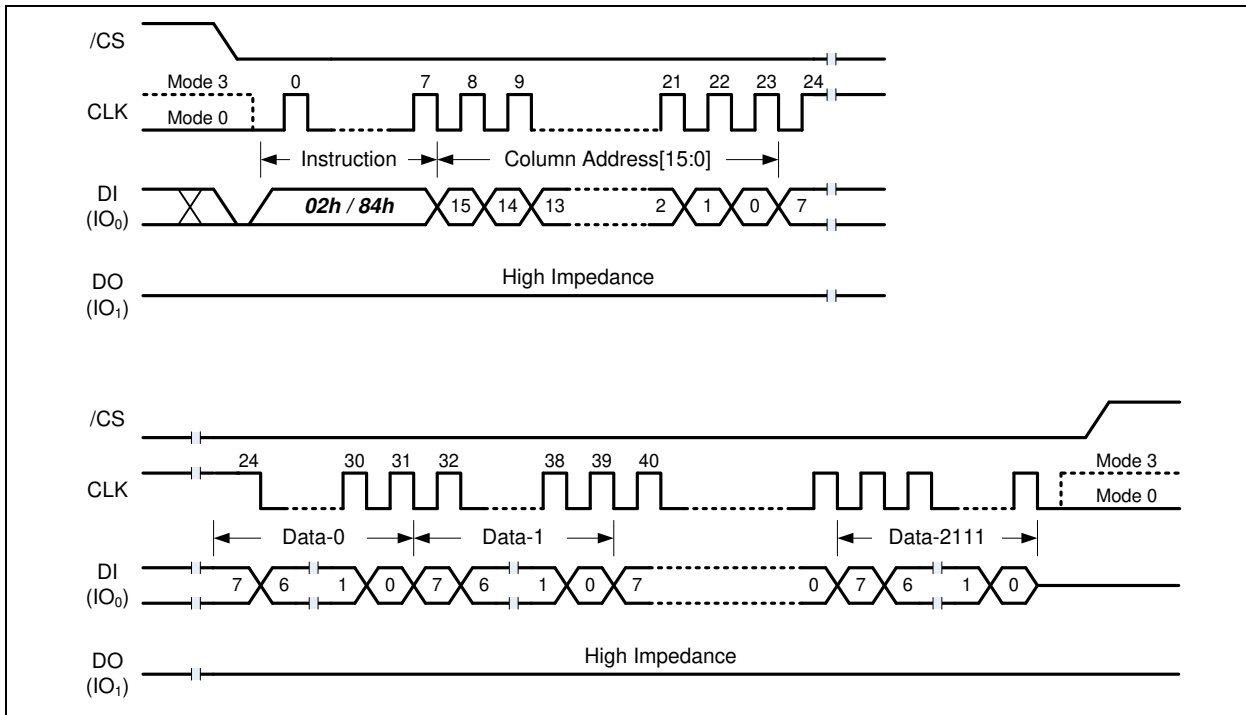 /CS
Mode 3 0 7 8 9 21 22 23 24
CLK
Mode 0
Instruction Column Address[15:0]
DI
(IO0)
02h / 84h 15 14 13 2 1 0 7
DO
(IO1)
High Impedance
/CS
24 30 31 32 38 39 40 Mode 3
CLK
Mode 0
Data-0 Data-1 Data-2111
DI
(IO0)
7 6 1 0 7 6 1 0 7 0 7 6 1 0
DO
(IO1)
High Impedance